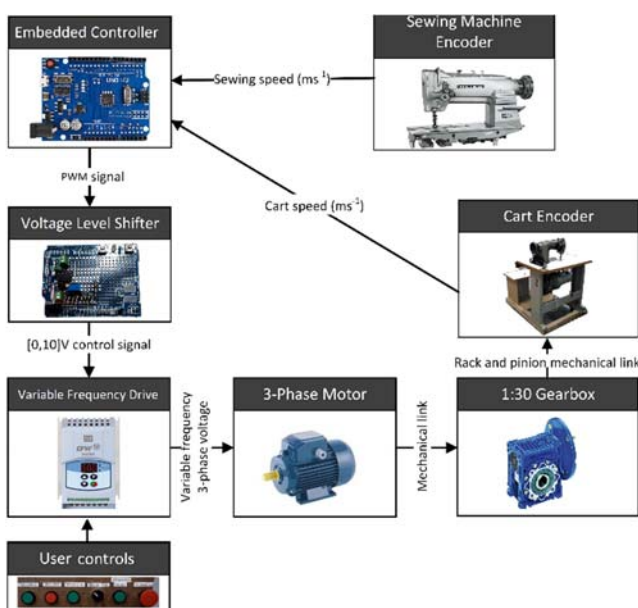 Embedded Controller
Sewing Machine
Encoder
Sewing speed (ms⁻¹)
PWM signal
Cart speed (ms⁻¹)
Voltage Level Shifter
Cart Encoder
[0,10]V control signal
Rack and pinion mechanical link
Variable Frequency Drive
3-Phase Motor
1:30 Gearbox
Variable frequency
3-phase voltage
Mechanical link
User controls